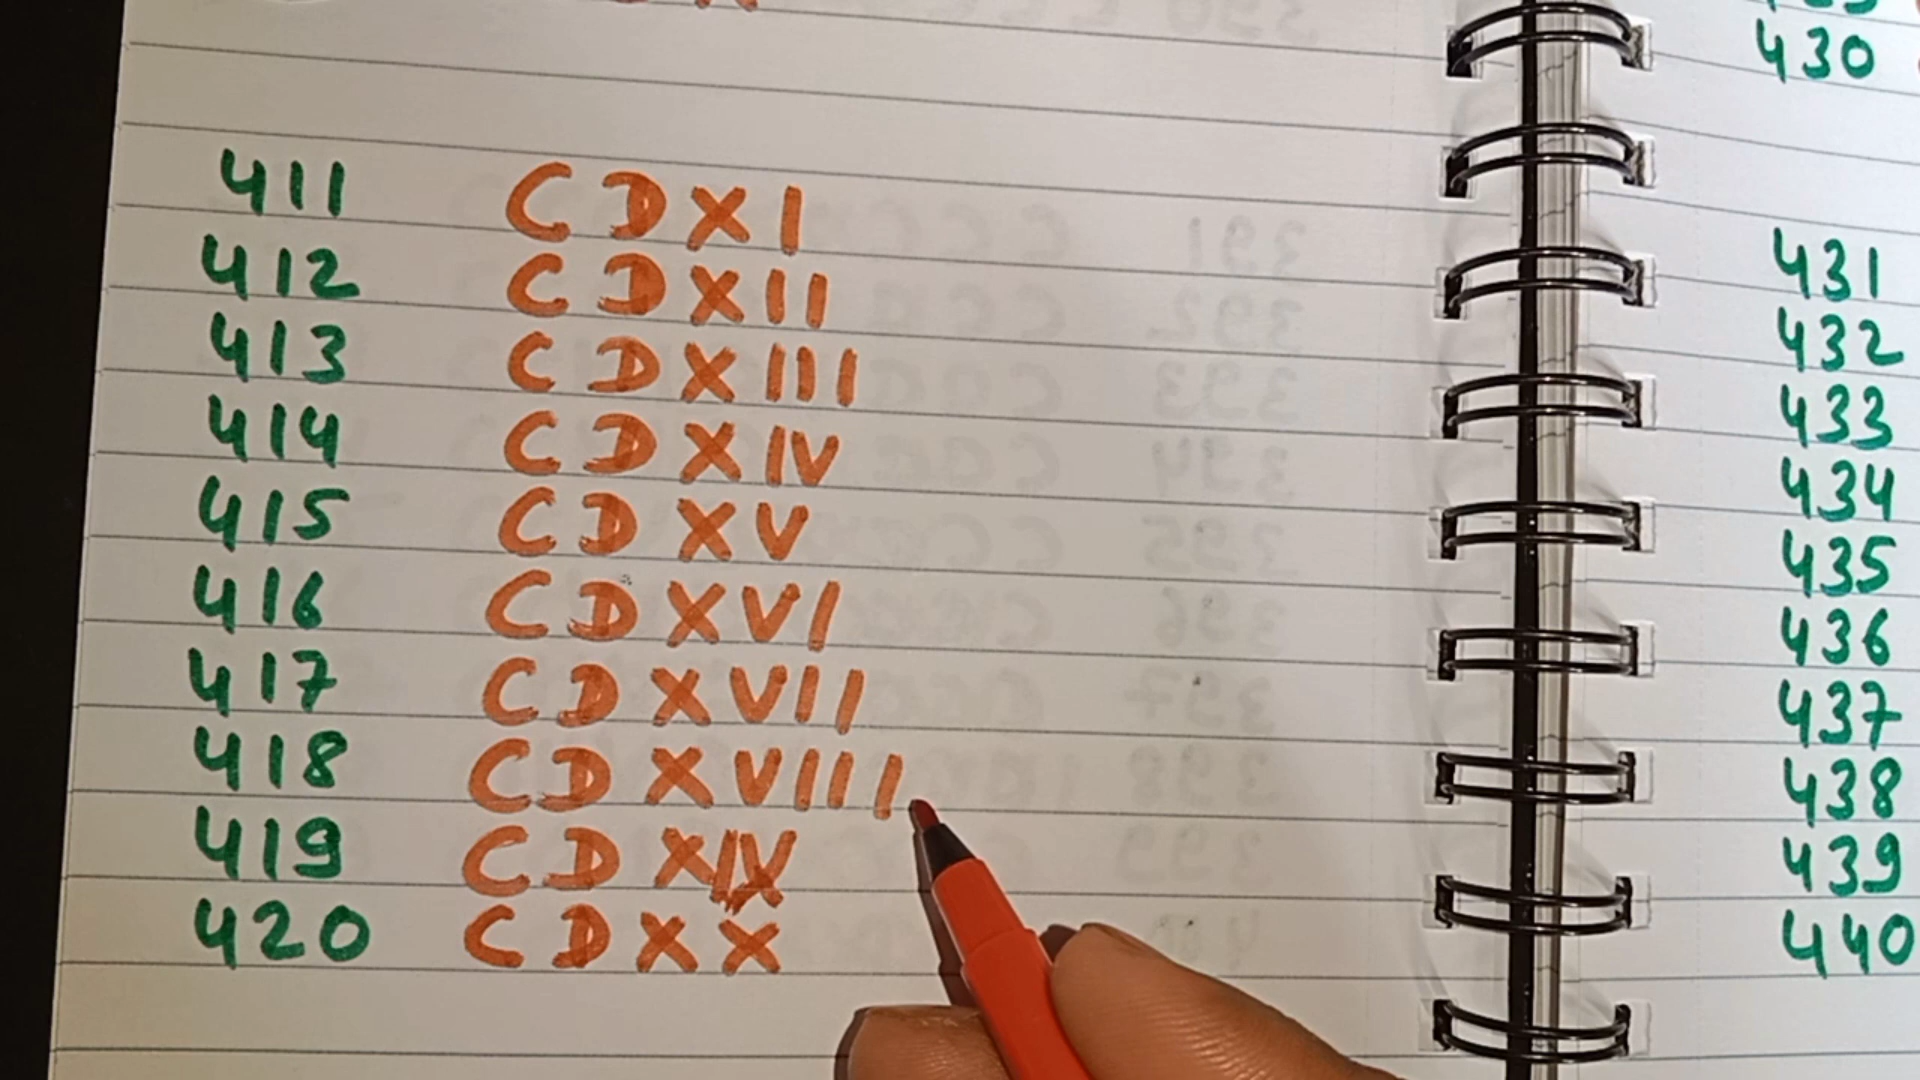 411 CDXI
412 CDXII
413 CDXIII
414 CDXIV
415 CDXV
416 CDXVI
417 CDXVII
418 CDXVIII
419 CDXIX
420 CDXX
430
431
432
433
434
435
436
437
438
439
440